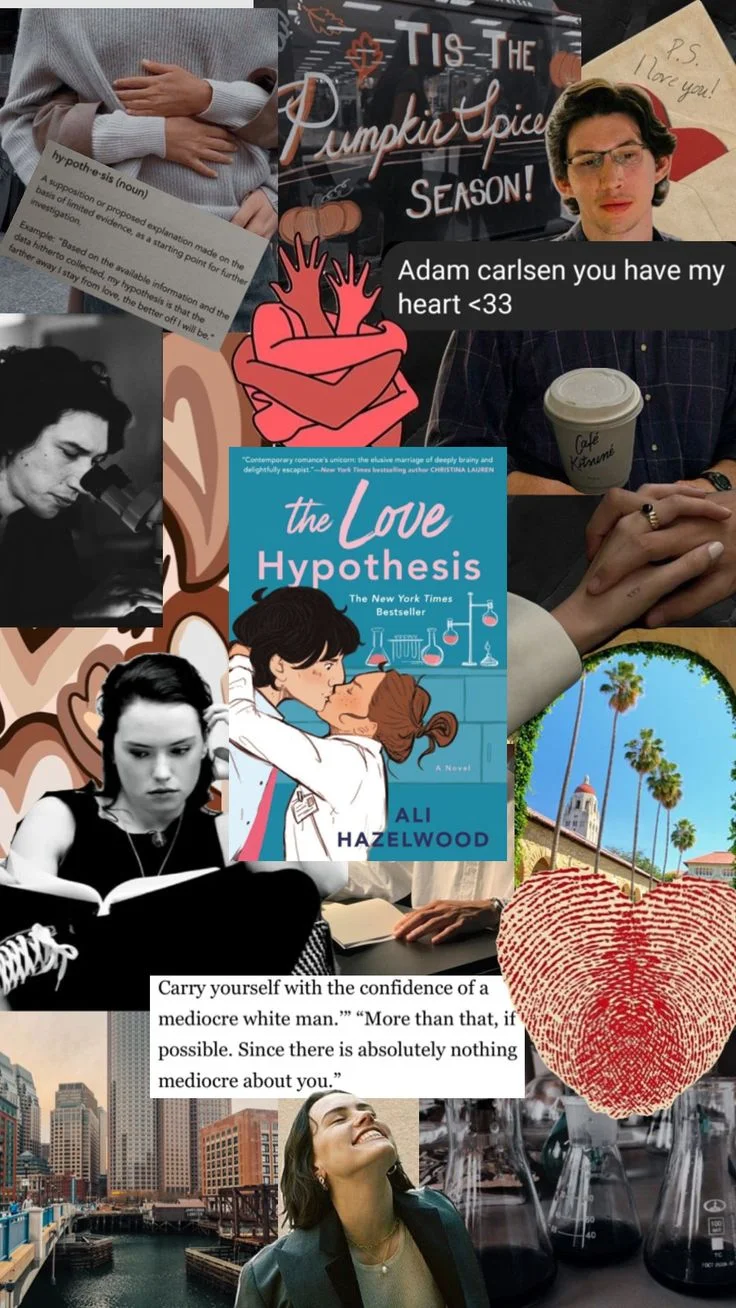 TIS THE
Pumpkin Spice
SEASON!
P.S.
I love you!
hy·poth·e·sis (noun)
A supposition or proposed explanation made on the
basis of limited evidence, as a starting point for further
investigation.
Example: "Based on the available information and the
data hitherto collected, my hypothesis is that the
farther away I stay from love, the better off I will be."
Adam carlsen you have my
heart <33
Café
Kitsuné
"Contemporary romance's unicorn: the elusive marriage of deeply brainy and
delightfully escapist."—New York Times bestselling author CHRISTINA LAUREN
the Love
Hypothesis
The New York Times
Bestseller
A Novel
ALI
HAZELWOOD
Carry yourself with the confidence of a
mediocre white man.'” “More than that, if
possible. Since there is absolutely nothing
mediocre about you.”
40
100